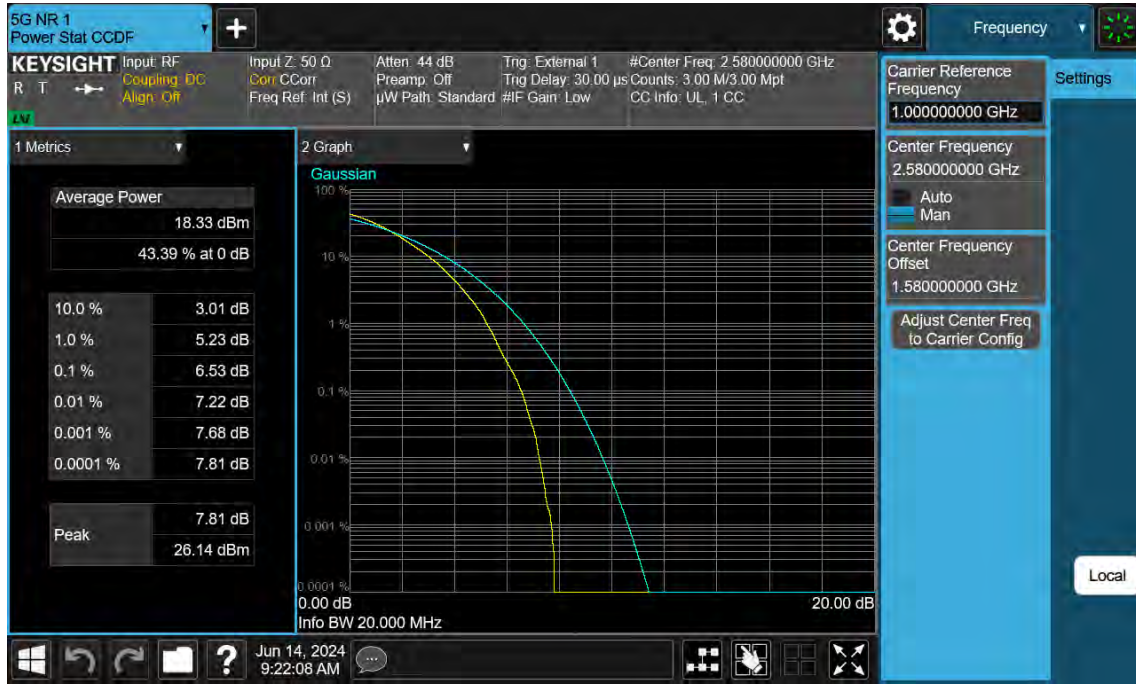 5G NR 1
Power Stat CCDF
+
Frequency
KEYSIGHT
R T
LXI
Input: RF
Coupling: DC
Align: Off
Input Z: 50 Ω
Corr CCorr
Freq Ref: Int (S)
Atten: 44 dB
Preamp: Off
µW Path: Standard
Trig: External 1
Trig Delay: 30.00 µs
#IF Gain: Low
#Center Freq: 2.580000000 GHz
Counts: 3.00 M/3.00 Mpt
CC Info: UL, 1 CC
1 Metrics
Average Power
18.33 dBm
43.39 % at 0 dB
10.0 % 3.01 dB
1.0 % 5.23 dB
0.1 % 6.53 dB
0.01 % 7.22 dB
0.001 % 7.68 dB
0.0001 % 7.81 dB
Peak
7.81 dB
26.14 dBm
2 Graph
Gaussian
100 %
10 %
1 %
0.1 %
0.01 %
0.001 %
0.0001 %
0.00 dB 20.00 dB
Info BW 20.000 MHz
Carrier Reference
Frequency
1.000000000 GHz
Center Frequency
2.580000000 GHz
Auto
Man
Center Frequency
Offset
1.580000000 GHz
Adjust Center Freq
to Carrier Config
Settings
Local
?
Jun 14, 2024
9:22:08 AM